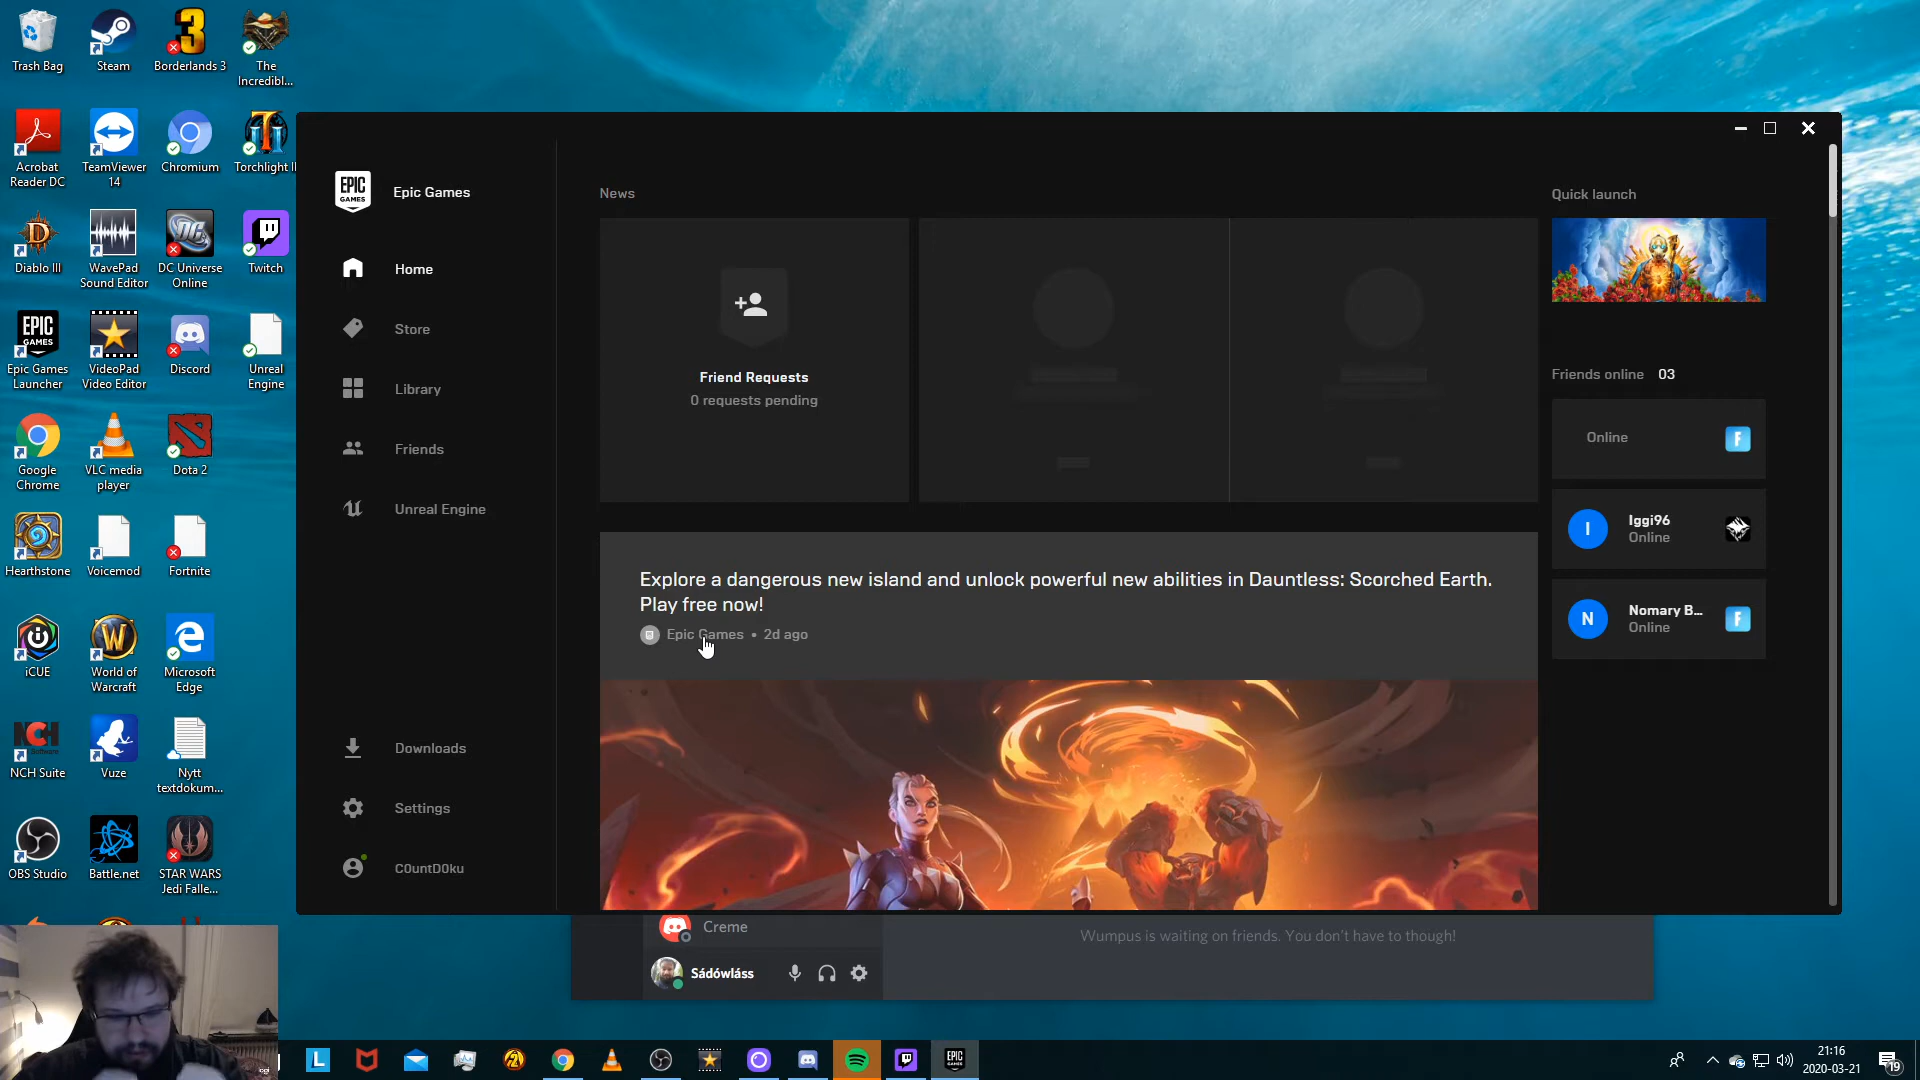 Trash Bag
Steam
Borderlands 3
The
Incredibl...
Acrobat
Reader DC
TeamViewer
14
Chromium
Torchlight II
Diablo III
WavePad
Sound Editor
DC Universe
Online
Twitch
Epic Games
Launcher
VideoPad
Video Editor
Discord
Unreal
Engine
Google
Chrome
VLC media
player
Dota 2
Hearthstone
Voicemod
Fortnite
iCUE
World of
Warcraft
Microsoft
Edge
NCH Suite
Vuze
Nytt
textdokum...
OBS Studio
Battle.net
STAR WARS
Jedi Falle...
EPIC
GAMES
Epic Games
Home
Store
Library
Friends
Unreal Engine
Downloads
Settings
C0untD0ku
News
Friend Requests
0 requests pending
Explore a dangerous new island and unlock powerful new abilities in Dauntless: Scorched Earth.
Play free now!
Epic Games • 2d ago
Quick launch
Friends online 03
Online
F
I
Iggi96
Online
N
Nomary B...
Online
F
Creme
Sádówláss
Wumpus is waiting on friends. You don't have to though!
L
EPIC
GAMES
21:16
2020-03-21
19